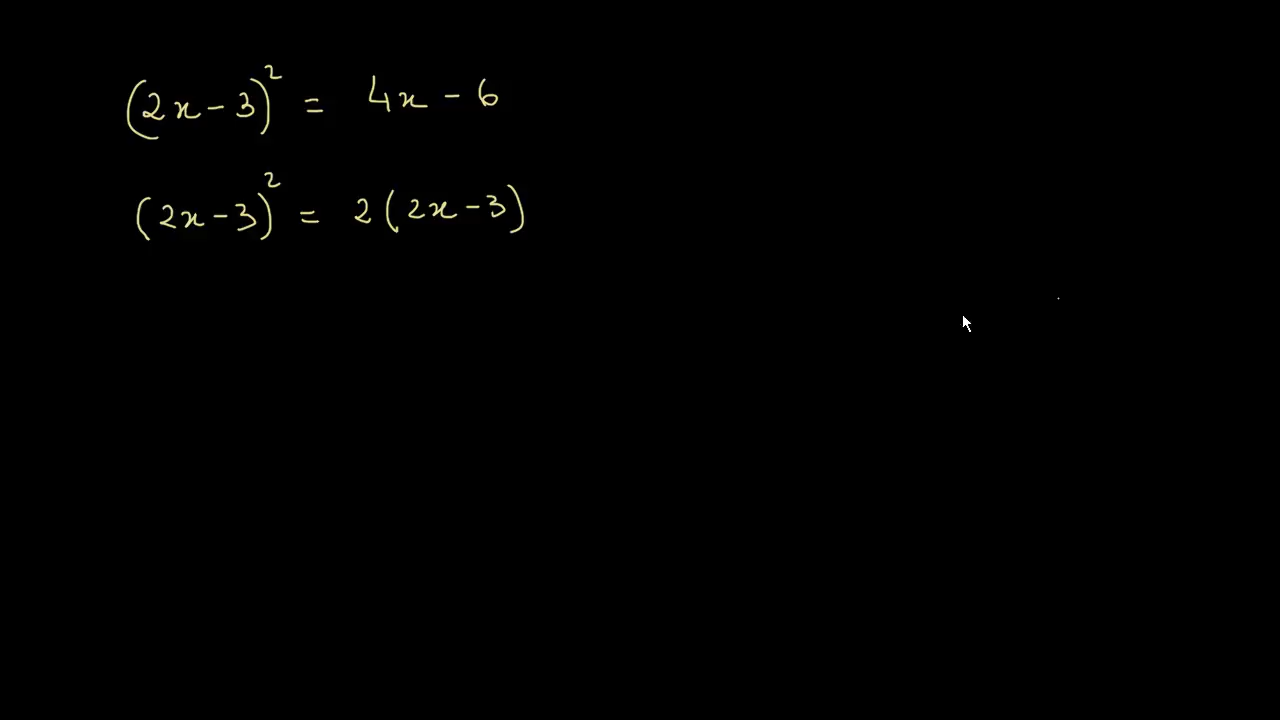 (2x-3)² = 4x - 6
(2x-3)² = 2(2x-3)